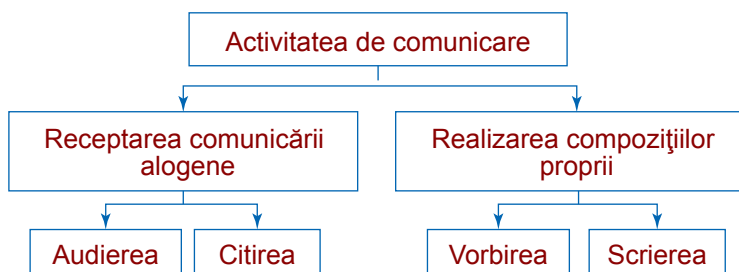 Activitatea de comunicare
Receptarea comunicării
alogene
Realizarea compoziţiilor
proprii
Audierea
Citirea
Vorbirea
Scrierea